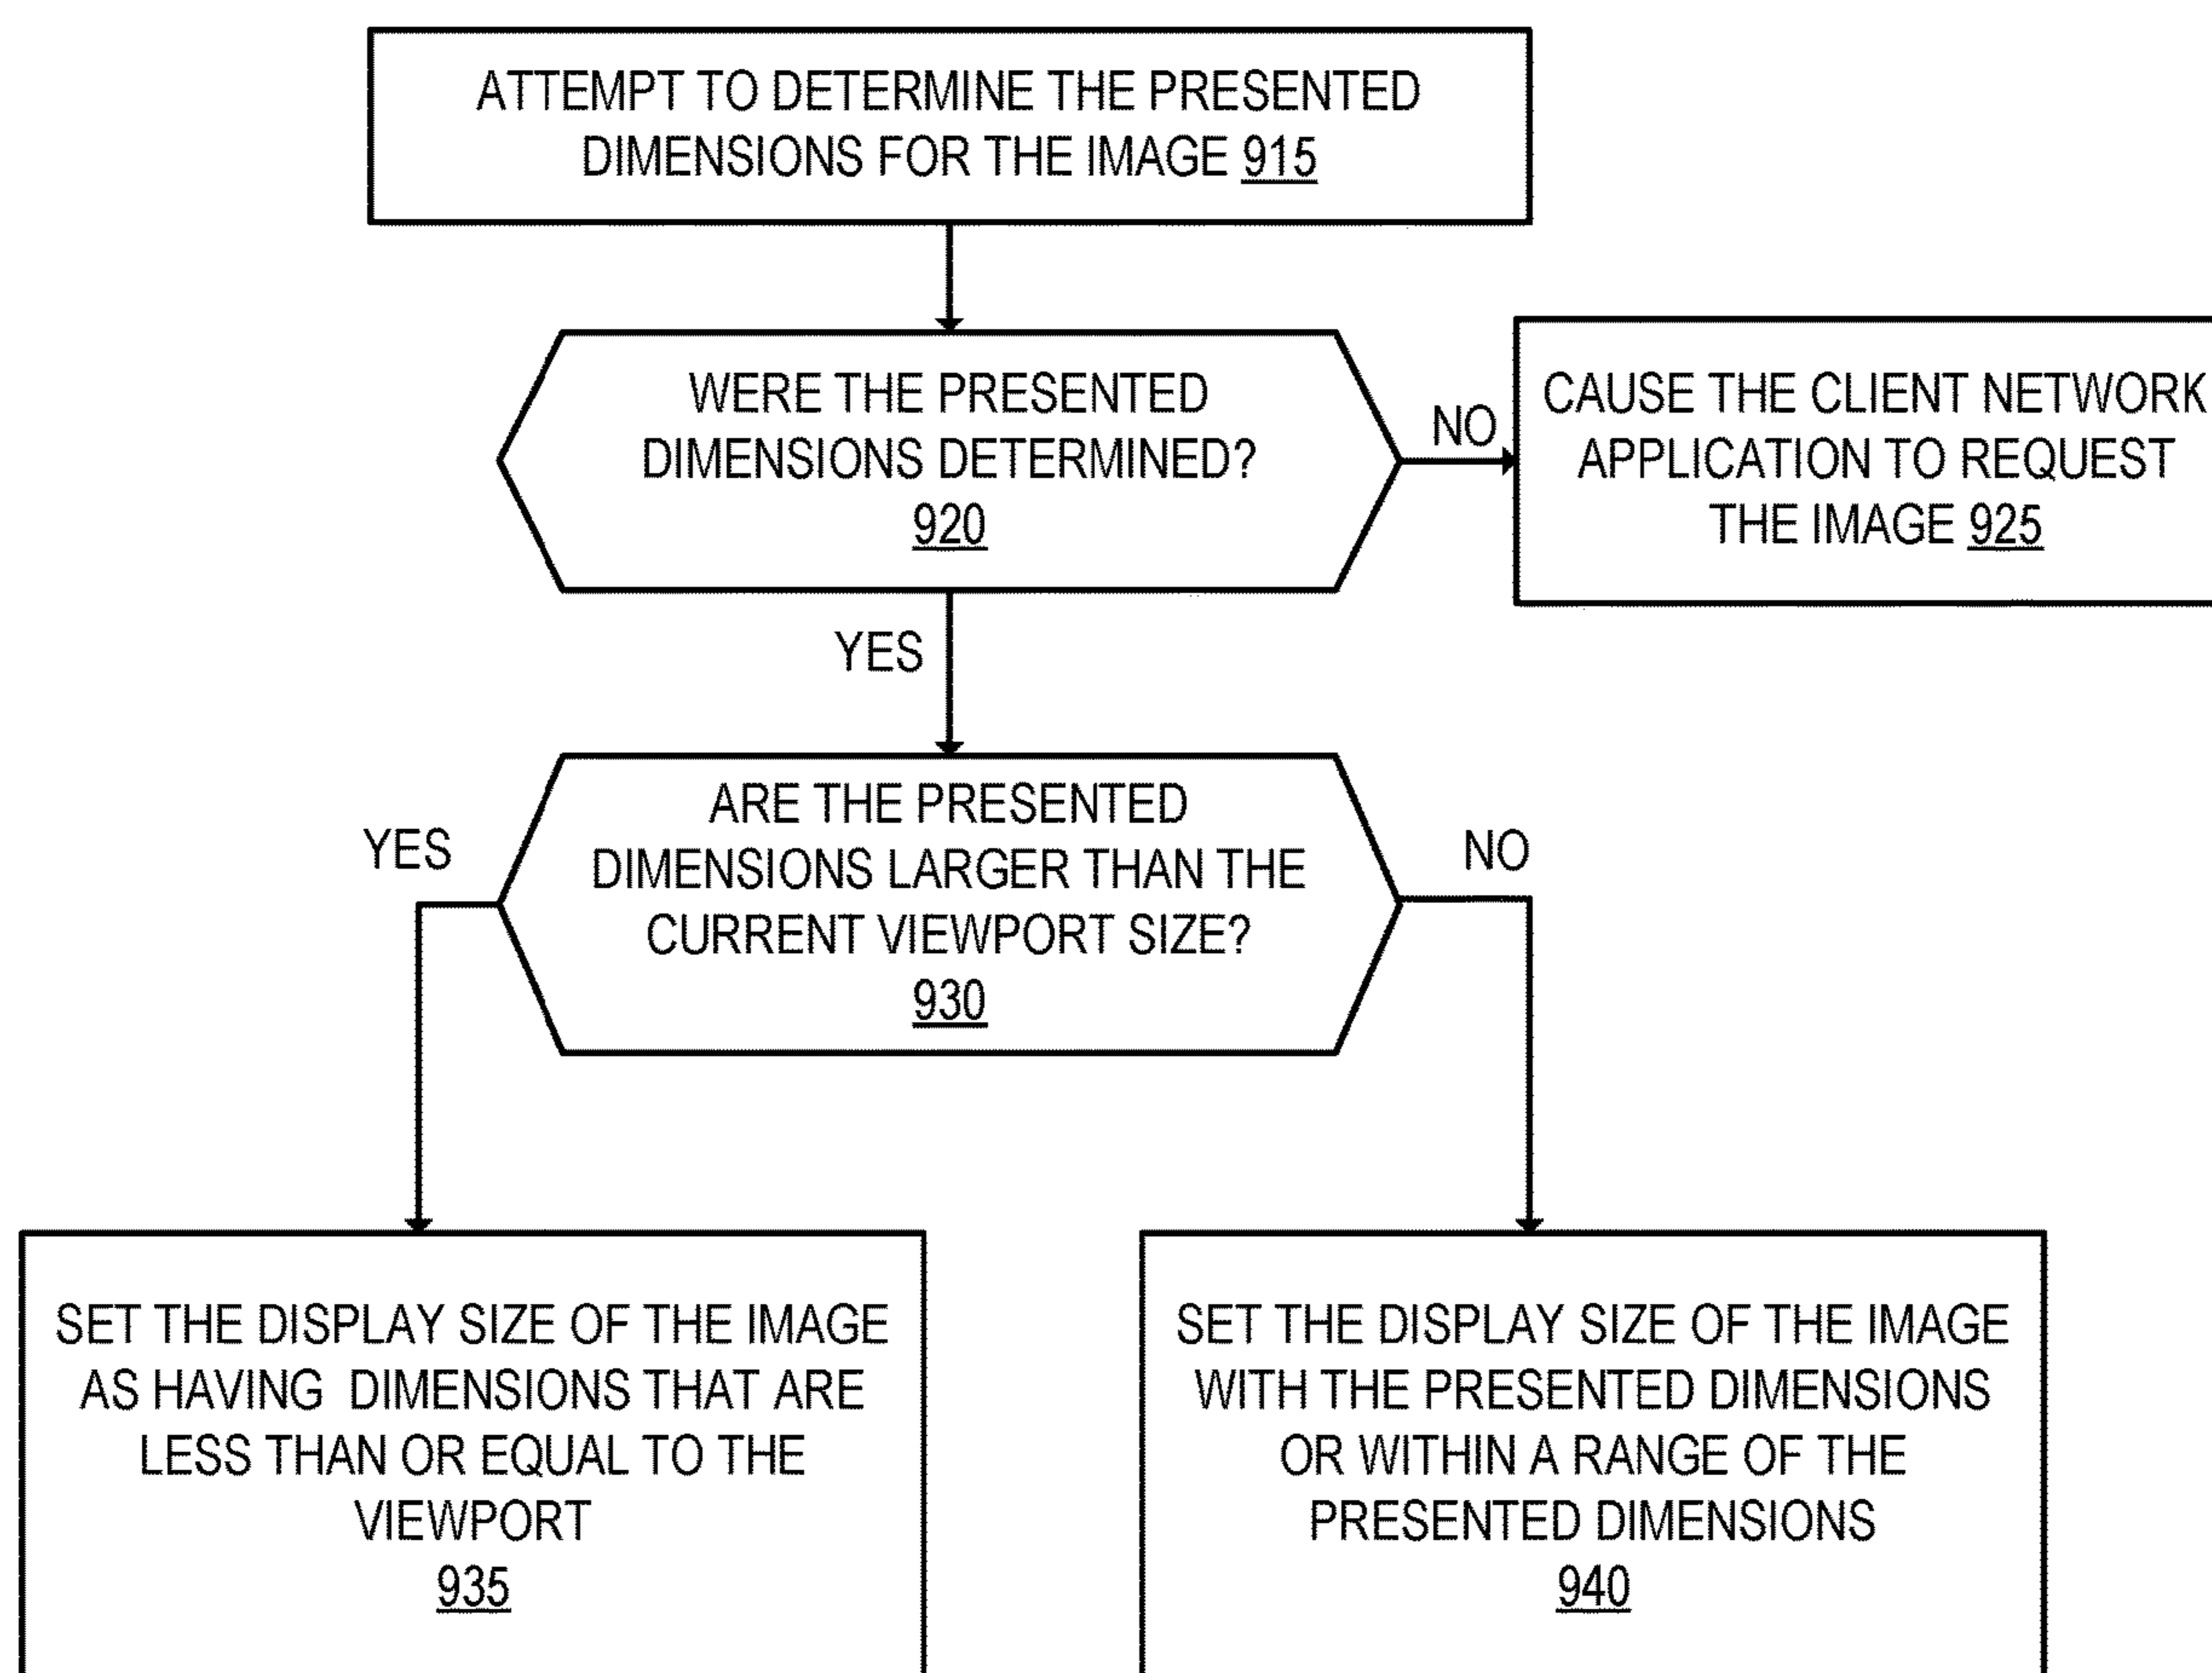 ATTEMPT TO DETERMINE THE PRESENTED
DIMENSIONS FOR THE IMAGE 915
WERE THE PRESENTED
DIMENSIONS DETERMINED?
920
NO
CAUSE THE CLIENT NETWORK
APPLICATION TO REQUEST
THE IMAGE 925
YES
ARE THE PRESENTED
DIMENSIONS LARGER THAN THE
CURRENT VIEWPORT SIZE?
930
YES
NO
SET THE DISPLAY SIZE OF THE IMAGE
AS HAVING DIMENSIONS THAT ARE
LESS THAN OR EQUAL TO THE
VIEWPORT
935
SET THE DISPLAY SIZE OF THE IMAGE
WITH THE PRESENTED DIMENSIONS
OR WITHIN A RANGE OF THE
PRESENTED DIMENSIONS
940